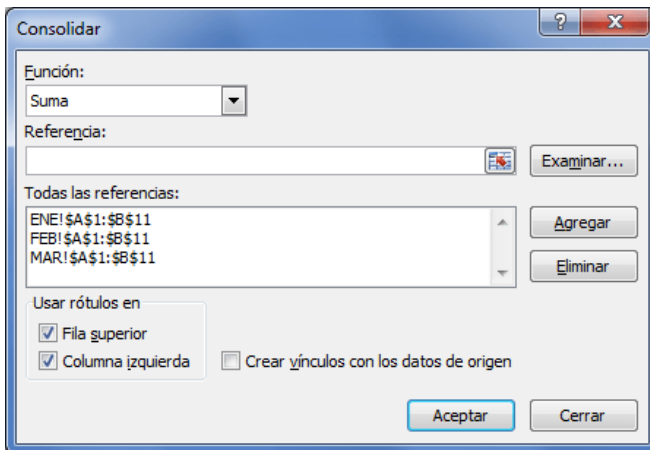 Consolidar
Función:
Suma
Referencia:
Examinar...
Todas las referencias:
ENE!$A$1:$B$11
FEB!$A$1:$B$11
MAR!$A$1:$B$11
Agregar
Eliminar
Usar rótulos en
Fila superior
Columna izquierda
Crear vínculos con los datos de origen
Aceptar
Cerrar